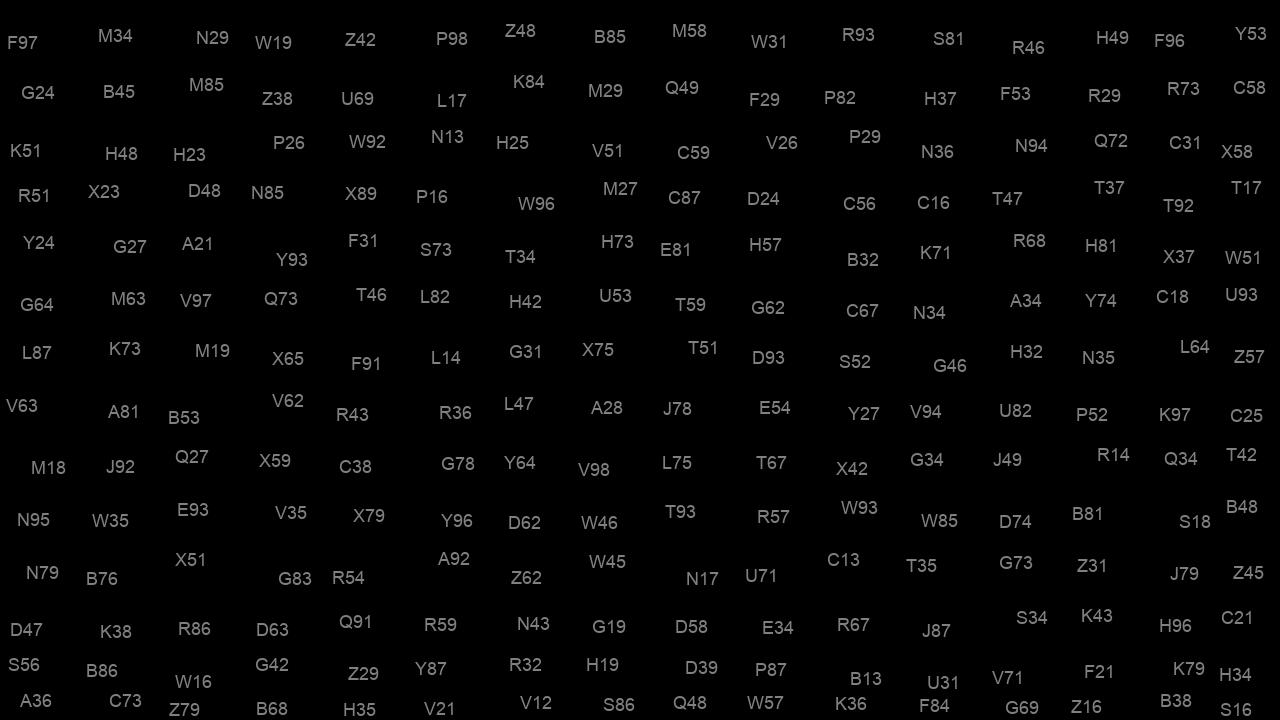 F97 M34 N29 W19 Z42 P98 Z48 B85 M58 W31 R93 S81 R46 H49 F96 Y53
G24 B45 M85 Z38 U69 L17 K84 M29 Q49 F29 P82 H37 F53 R29 R73 C58
K51 H48 H23 P26 W92 N13 H25 V51 C59 V26 P29 N36 N94 Q72 C31 X58
R51 X23 D48 N85 X89 P16 W96 M27 C87 D24 C56 C16 T47 T37 T92 T17
Y24 G27 A21 Y93 F31 S73 T34 H73 E81 H57 B32 K71 R68 H81 X37 W51
G64 M63 V97 Q73 T46 L82 H42 U53 T59 G62 C67 N34 A34 Y74 C18 U93
L87 K73 M19 X65 F91 L14 G31 X75 T51 D93 S52 G46 H32 N35 L64 Z57
V63 A81 B53 V62 R43 R36 L47 A28 J78 E54 Y27 V94 U82 P52 K97 C25
M18 J92 Q27 X59 C38 G78 Y64 V98 L75 T67 X42 G34 J49 R14 Q34 T42
N95 W35 E93 V35 X79 Y96 D62 W46 T93 R57 W93 W85 D74 B81 S18 B48
N79 B76 X51 G83 R54 A92 Z62 W45 N17 U71 C13 T35 G73 Z31 J79 Z45
D47 K38 R86 D63 Q91 R59 N43 G19 D58 E34 R67 J87 S34 K43 H96 C21
S56 B86 W16 G42 Z29 Y87 R32 H19 D39 P87 B13 U31 V71 F21 K79 H34
A36 C73 Z79 B68 H35 V21 V12 S86 Q48 W57 K36 F84 G69 Z16 B38 S16